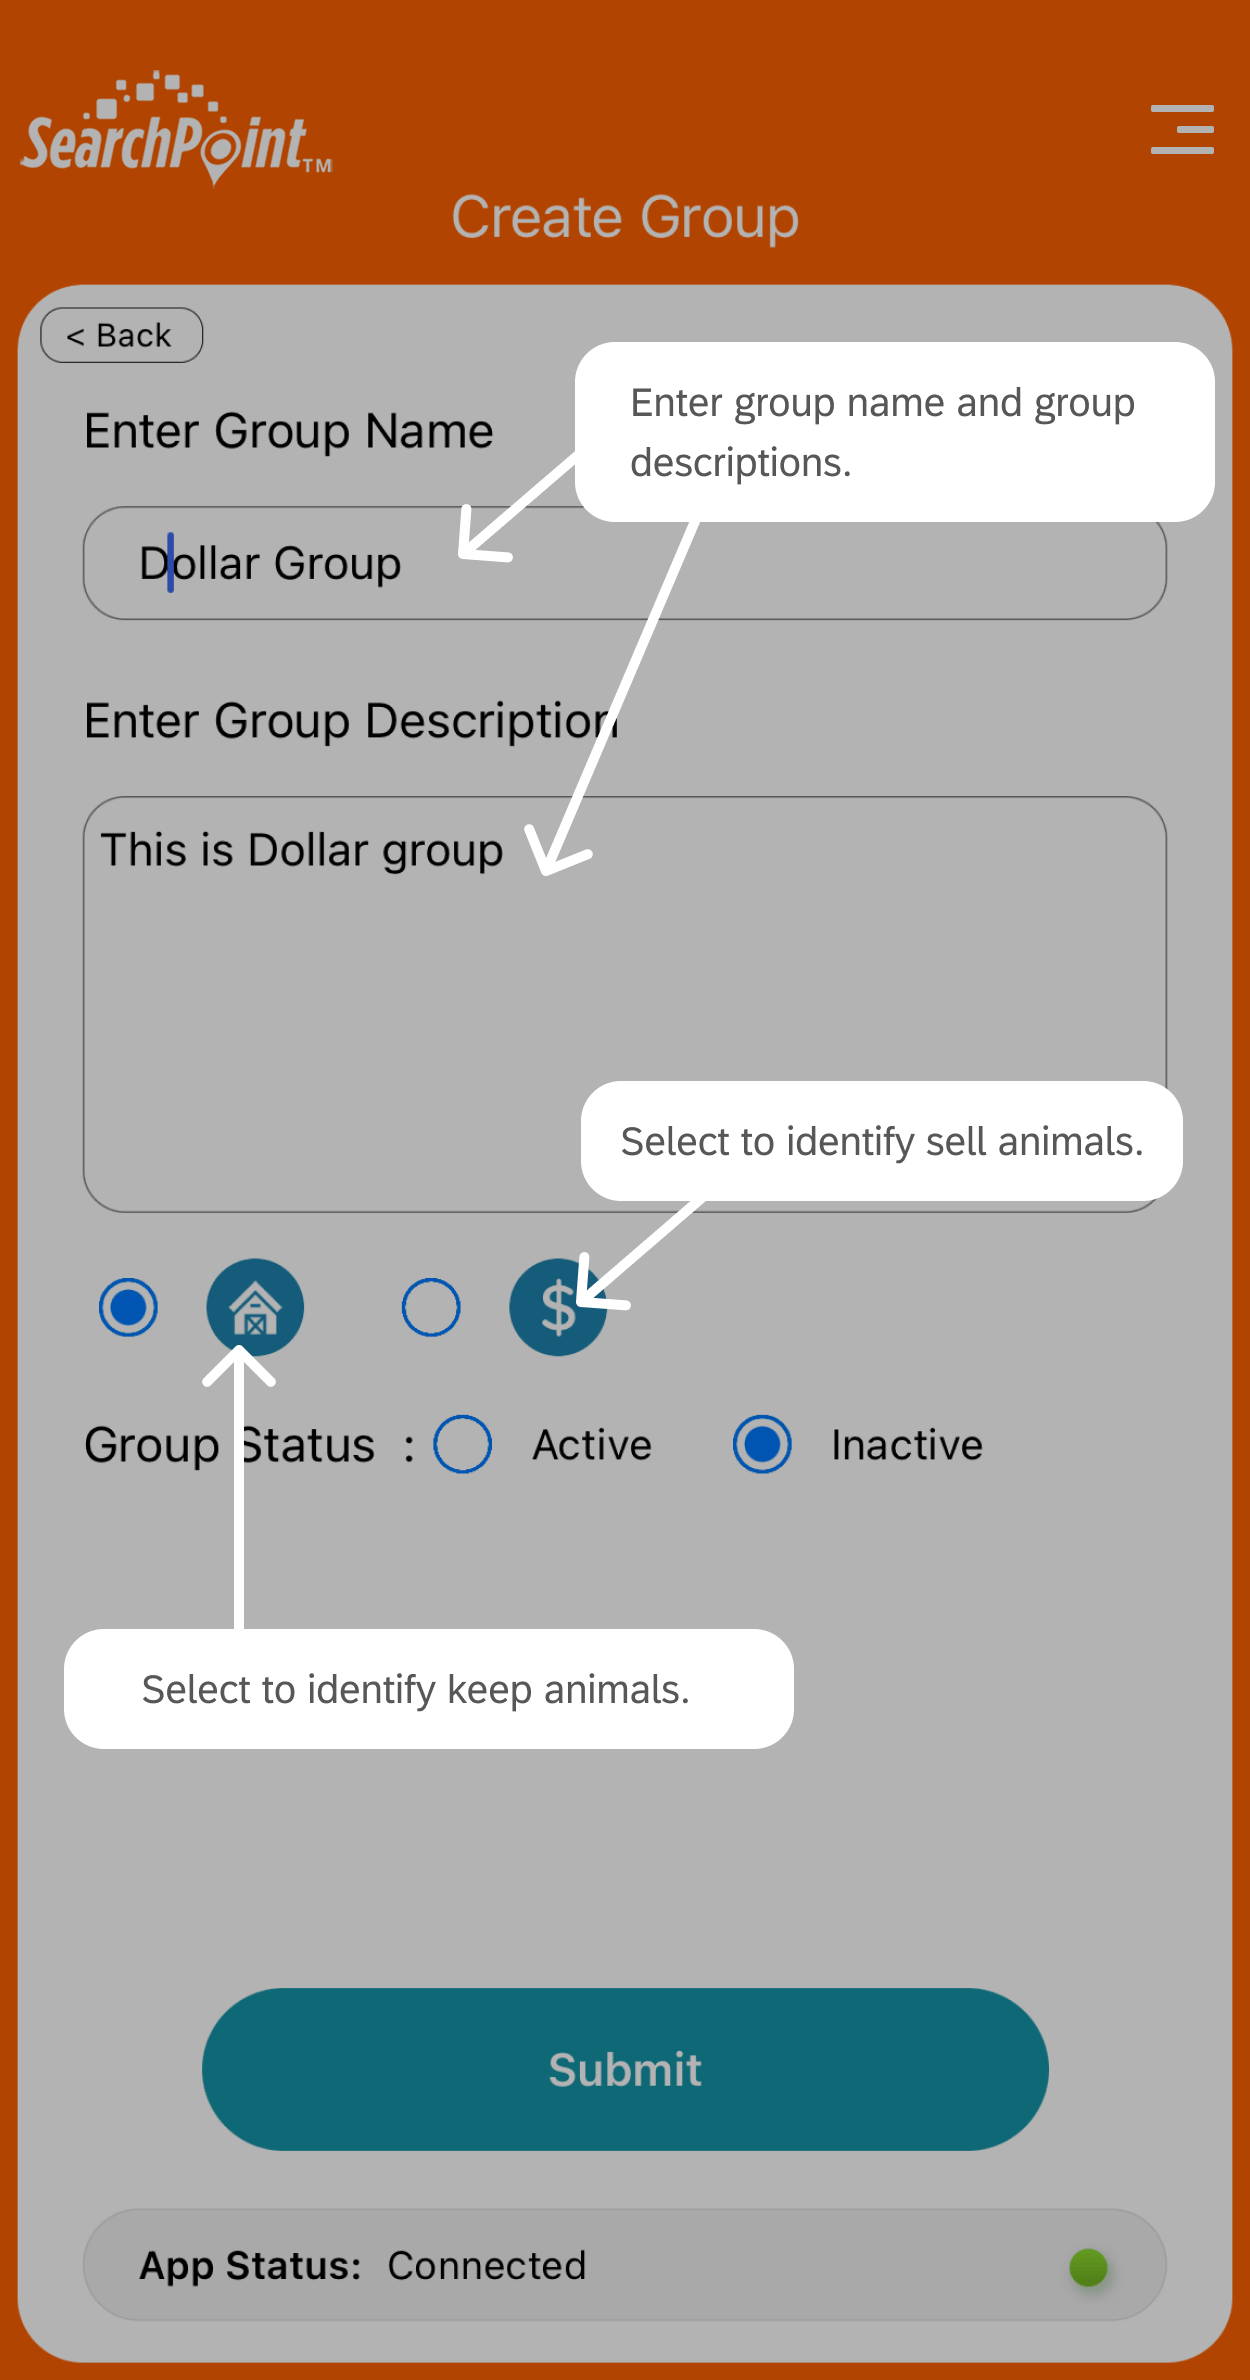 SearchPoint™
Create Group
< Back
Enter Group Name
Enter group name and group
descriptions.
Dollar Group
Enter Group Description
This is Dollar group
Select to identify sell animals.
$
Group Status : Active Inactive
Select to identify keep animals.
Submit
App Status: Connected